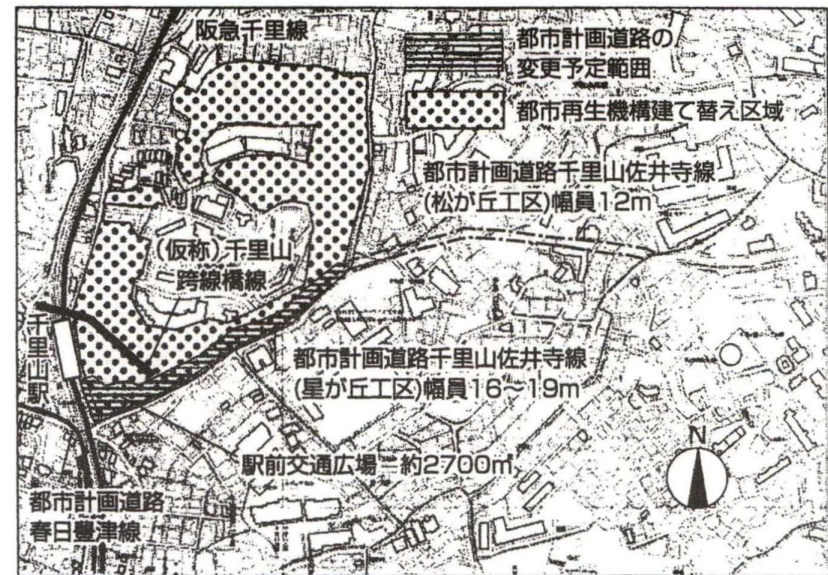 阪急千里線
都市計画道路の
変更予定範囲
都市再生機構建て替え区域
都市計画道路千里山佐井寺線
(松が丘工区)幅員12m
(仮称)千里山
跨線橋線
千里山駅
都市計画道路千里山佐井寺線
(星が丘工区)幅員16〜19m
駅前交通広場=約2700㎡
都市計画道路
春日豊津線
N